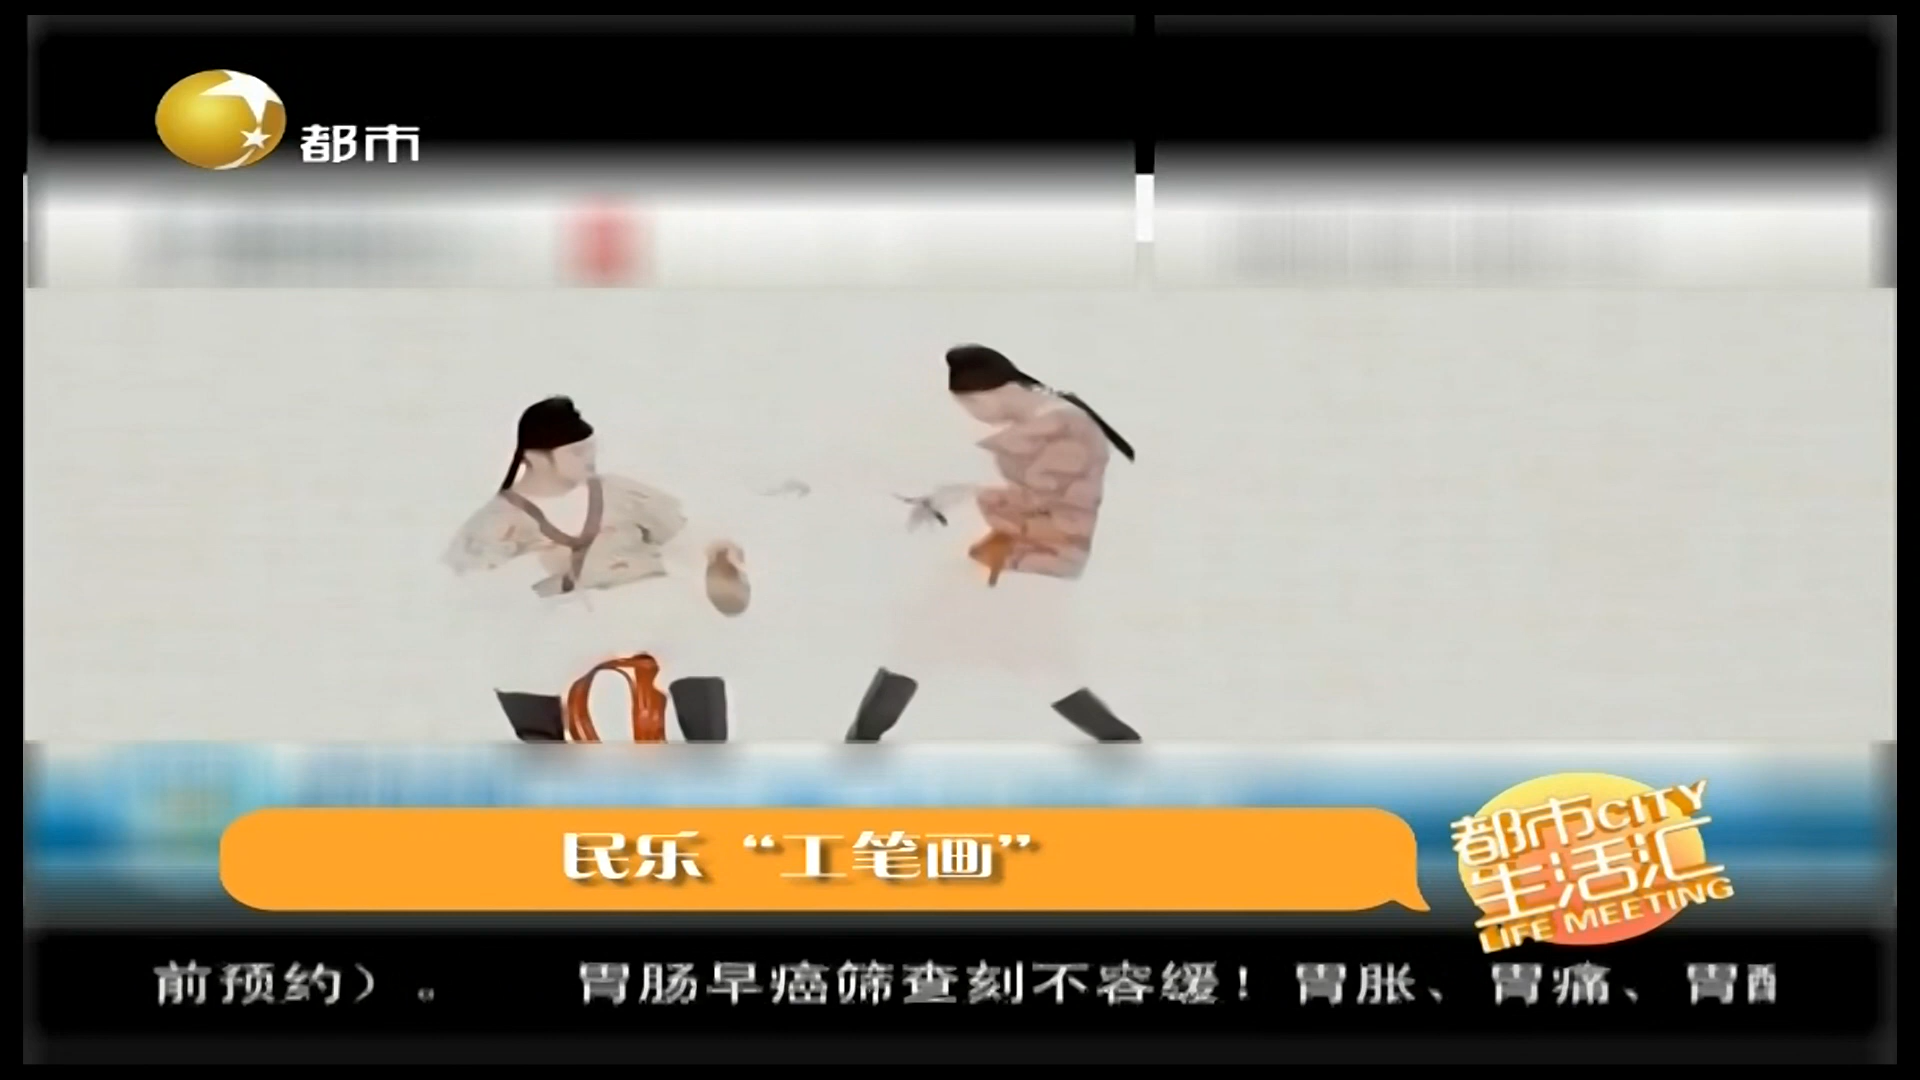 都市
民乐“工笔画”
都市CITY
生活汇
LIFE MEETING
前预约）。 胃肠早癌筛查刻不容缓！胃胀、胃痛、胃